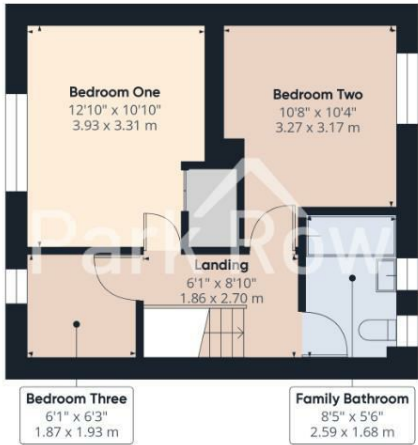 Bedroom One
12'10" x 10'10"
3.93 x 3.31 m
Bedroom Two
10'8" x 10'4"
3.27 x 3.17 m
Park Row
Landing
6'1" x 8'10"
1.86 x 2.70 m
Bedroom Three
6'1" x 6'3"
1.87 x 1.93 m
Family Bathroom
8'5" x 5'6"
2.59 x 1.68 m